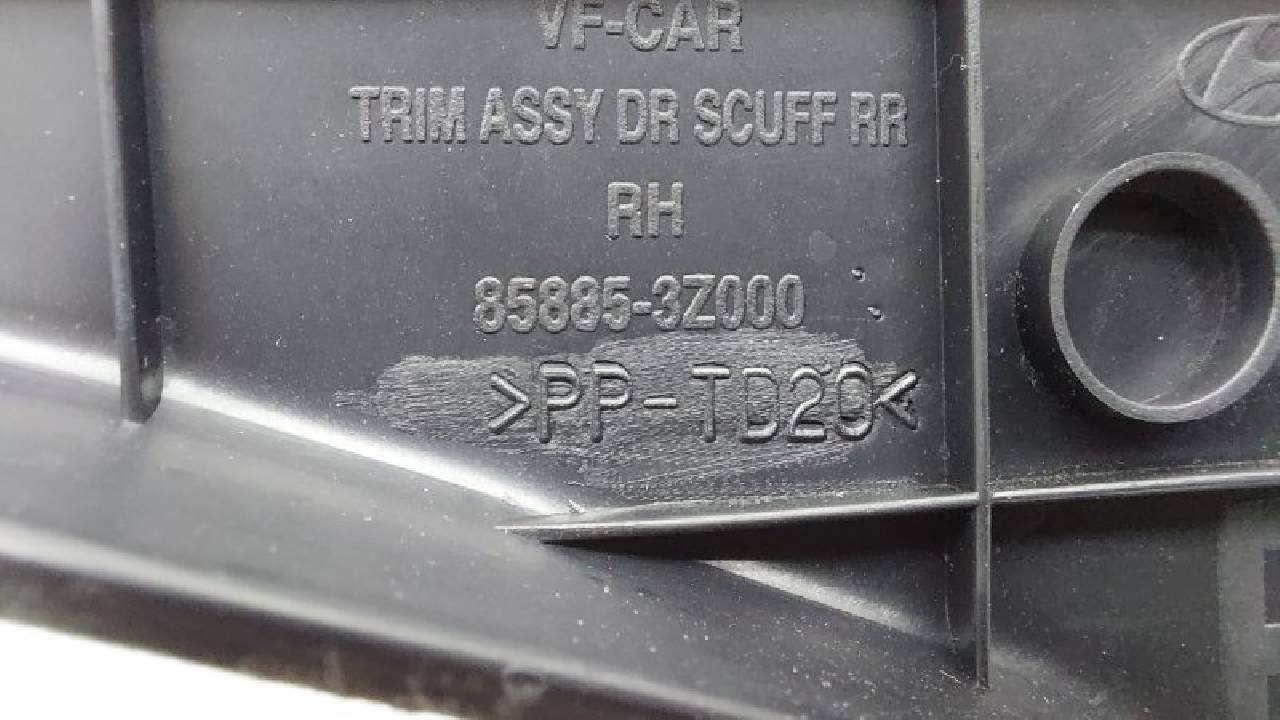 VF-CAR
TRIM ASSY DR SCUFF RR
RH
85885-3Z000
>PP-TD20<